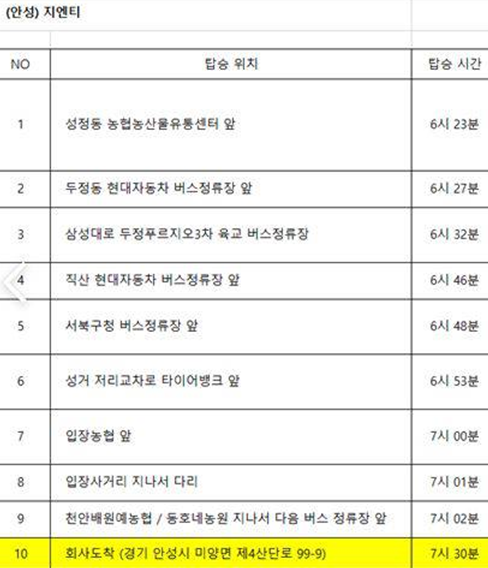 (안성) 지엔티
NO 탑승 위치 탑승 시간
1 성정동 농협농산물유통센터 앞 6시 23분
2 두정동 현대자동차 버스정류장 앞 6시 27분
3 삼성대로 두정푸르지오3차 육교 버스정류장 6시 32분
4 직산 현대자동차 버스정류장 앞 6시 46분
5 서북구청 버스정류장 앞 6시 48분
6 성거 저리교차로 타이어뱅크 앞 6시 53분
7 입장농협 앞 7시 00분
8 입장사거리 지나서 다리 7시 01분
9 천안배원예농협 / 동호네농원 지나서 다음 버스 정류장 앞 7시 02분
10 회사도착 (경기 안성시 미양면 제4산단로 99-9) 7시 30분